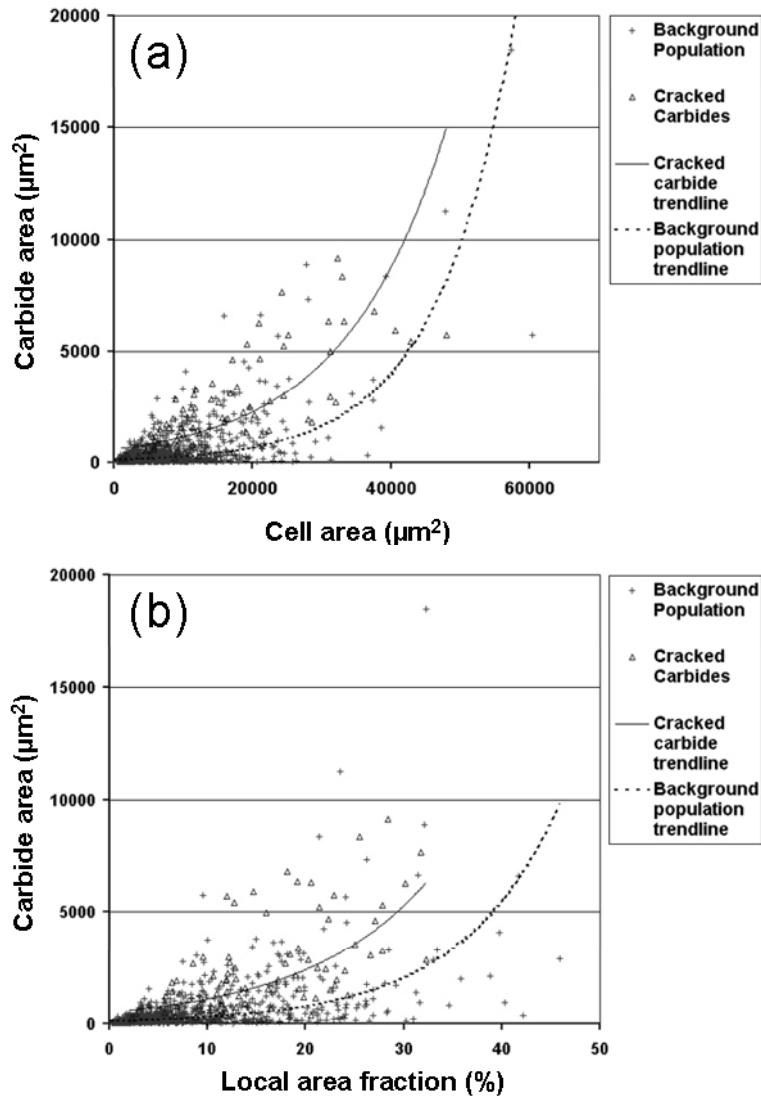 (a)
20000
15000
10000
5000
0
Carbide area (µm²)
0 20000 40000 60000
Cell area (µm²)
Background
Population
Cracked
Carbides
Cracked
carbide
trendline
Background
population
trendline
(b)
20000
15000
10000
5000
0
Carbide area (µm²)
0 10 20 30 40 50
Local area fraction (%)
Background
Population
Cracked
Carbides
Cracked
carbide
trendline
Background
population
trendline